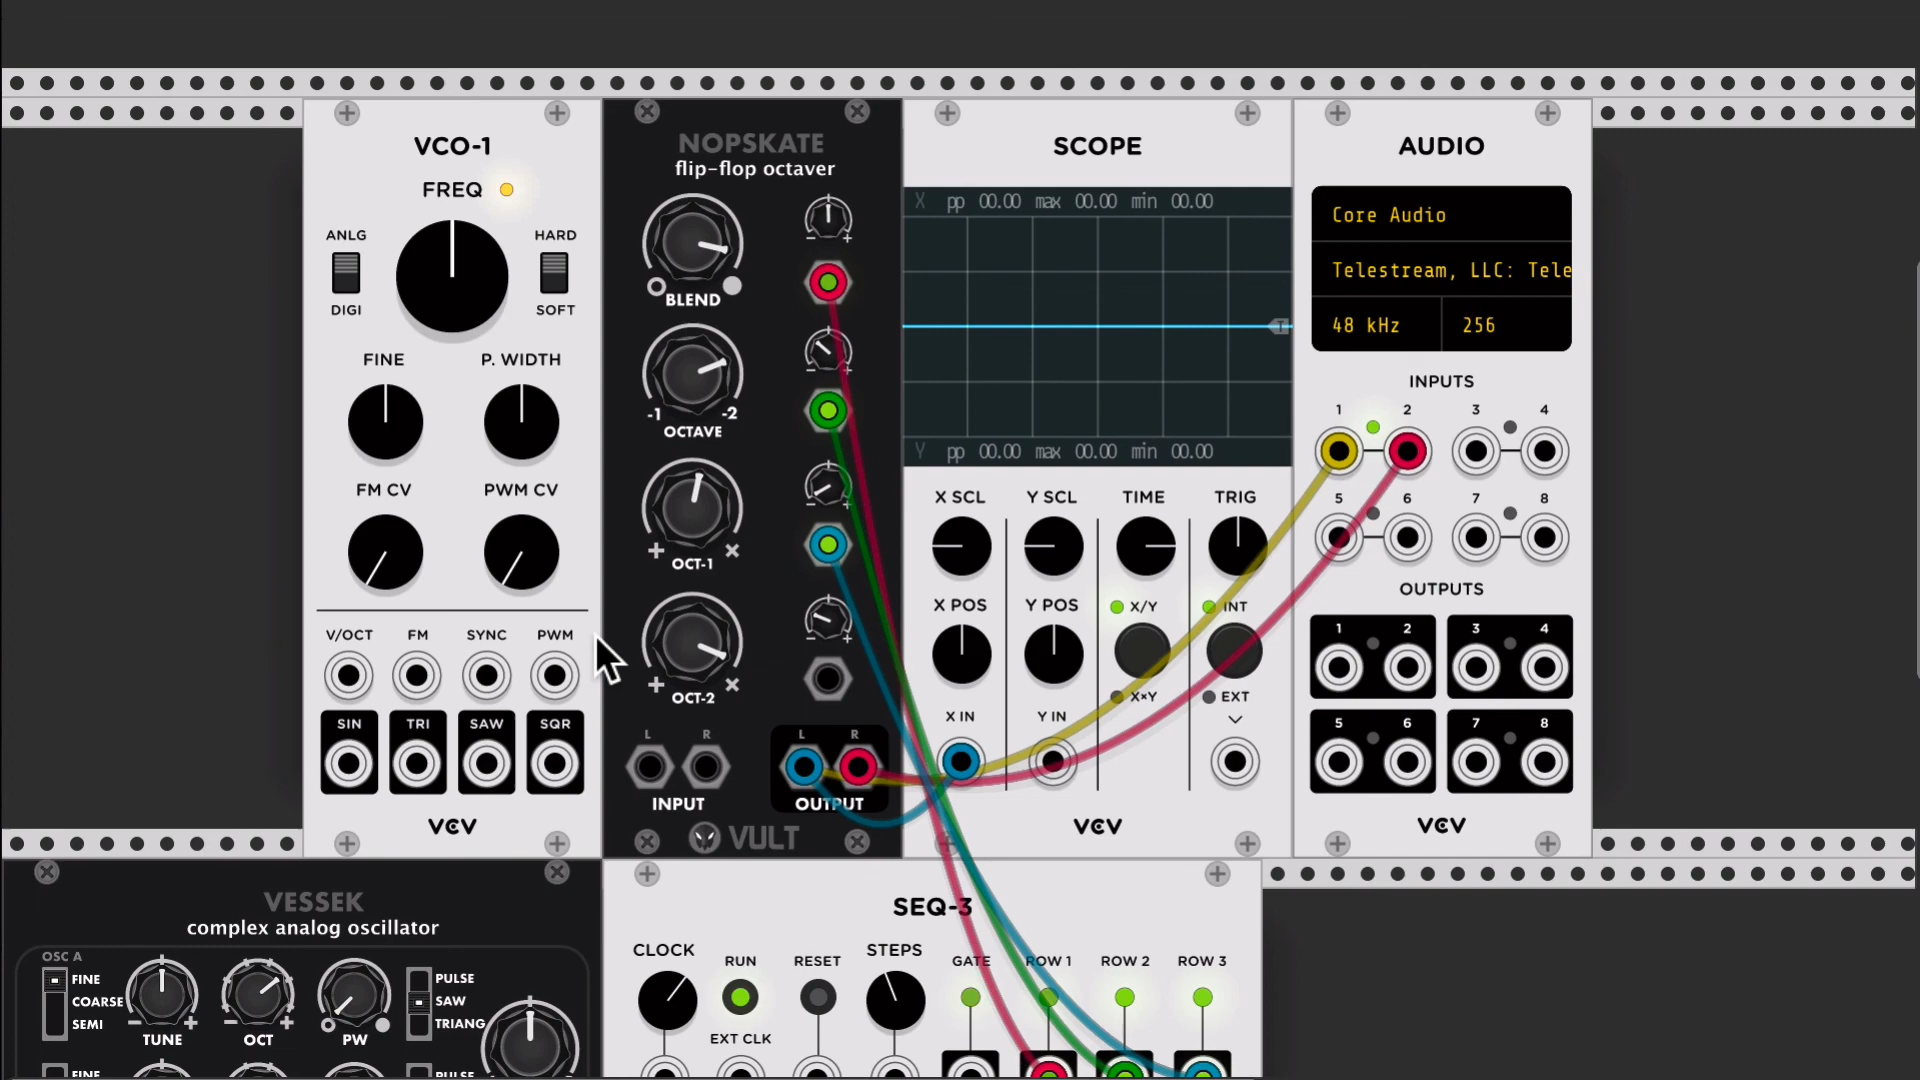 VCO-1
FREQ
ANLG
HARD
DIGI
SOFT
FINE
P. WIDTH
FM CV
PWM CV
V/OCT FM SYNC PWM
SIN TRI SAW SQR
VCV
NOPSKATE
flip-flop octaver
- +
BLEND
- +
-1 -2
OCTAVE
- +
+ ×
OCT-1
- +
+ ×
OCT-2
L R
INPUT
L R
OUTPUT
VULT
SCOPE
X pp 00.00 max 00.00 min 00.00
T
Y pp 00.00 max 00.00 min 00.00
X SCL Y SCL TIME TRIG
X POS Y POS X/Y INT
X×Y EXT
X IN Y IN
VCV
AUDIO
Core Audio
Telestream, LLC: Tele
48 kHz 256
INPUTS
1 2 3 4
5 6 7 8
OUTPUTS
1 2 3 4
5 6 7 8
VCV
VESSEK
complex analog oscillator
OSC A
FINE
COARSE
SEMI
- +
TUNE
- +
OCT
PW
PULSE
SAW
TRIANG
FINE
PULSE
SEQ-3
CLOCK
RUN
RESET
STEPS
GATE ROW 1 ROW 2 ROW 3
EXT CLK